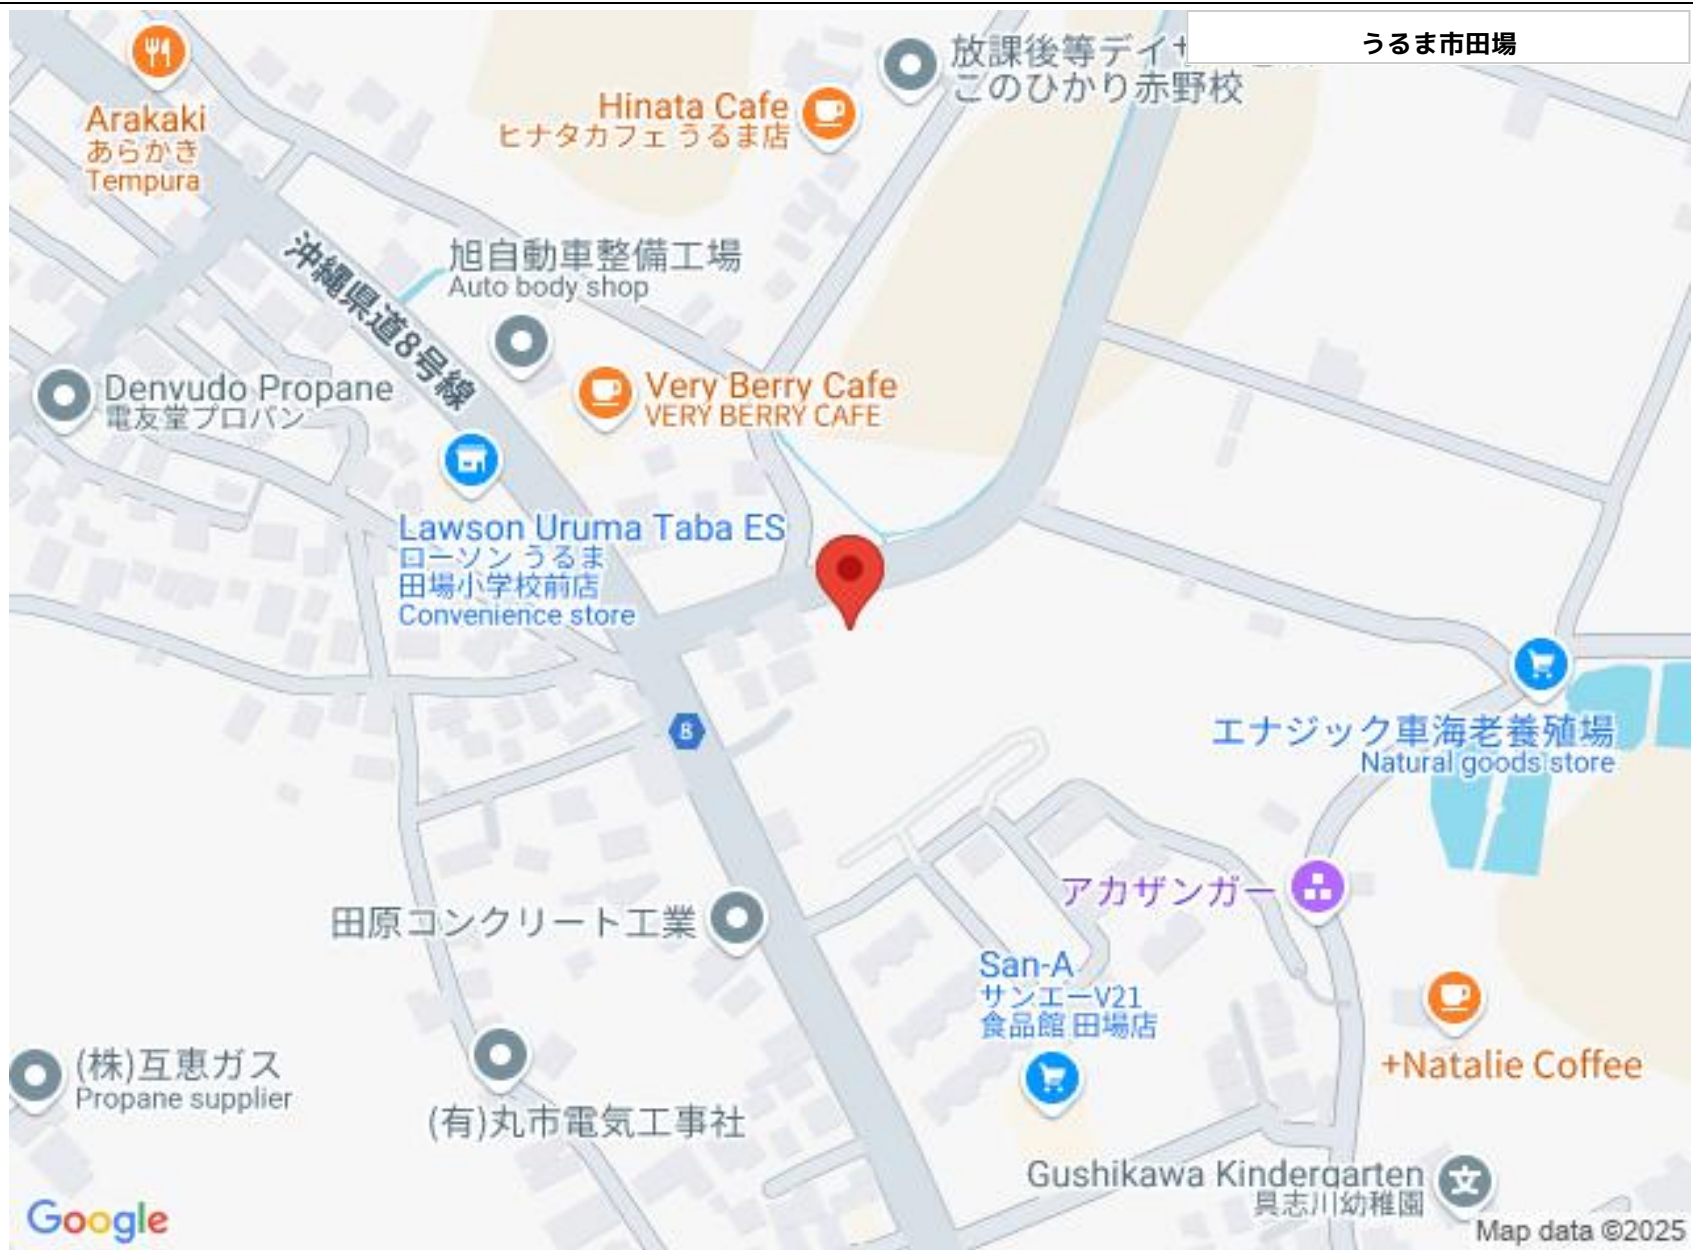 うるま市田場
放課後等デイサ
このひかり赤野校
Arakaki
あらかき
Tempura
Hinata Cafe
ヒナタカフェ うるま店
沖縄県道8号線
旭自動車整備工場
Auto body shop
Denyudo Propane
電友堂プロパン
Very Berry Cafe
VERY BERRY CAFE
Lawson Uruma Taba ES
ローソン うるま
田場小学校前店
Convenience store
8
エナジック車海老養殖場
Natural goods store
田原コンクリート工業
アカザンガー
San-A
サンエーV21
食品館 田場店
+Natalie Coffee
(株)互恵ガス
Propane supplier
(有)丸市電気工事社
Gushikawa Kindergarten
具志川幼稚園
文
Google
Map data ©2025